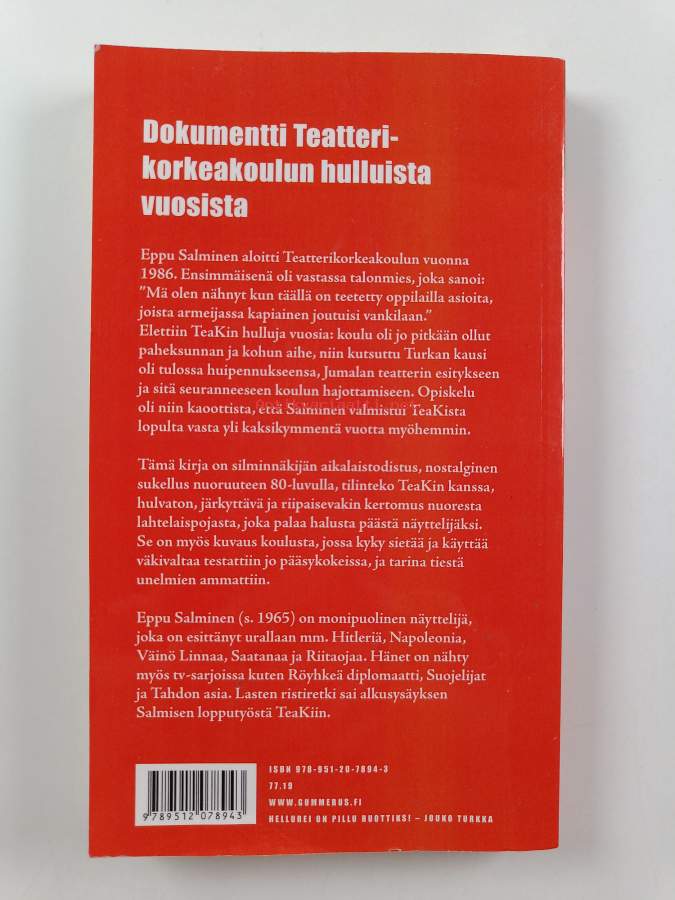 Dokumentti Teatteri-
korkeakoulun hulluista
vuosista
Eppu Salminen aloitti Teatterikorkeakoulun vuonna
1986. Ensimmäisenä oli vastassa talonmies, joka sanoi:
”Mä olen nähnyt kun täällä on teetetty oppilailla asioita,
joista armeijassa kapiainen joutuisi vankilaan.”
Elettiin TeaKin hulluja vuosia: koulu oli jo pitkään ollut
paheksunnan ja kohun aihe, niin kutsuttu Turkan kausi
oli tulossa huipennukseensa, Jumalan teatterin esitykseen
ja sitä seuranneeseen koulun hajottamiseen. Opiskelu
oli niin kaoottista, että Salminen valmistui TeaKista
lopulta vasta yli kaksikymmentä vuotta myöhemmin.
Tämä kirja on silminnäkijän aikalaistodistus, nostalginen
sukellus nuoruuteen 80-luvulla, tilinteko TeaKin kanssa,
hulvaton, järkyttävä ja riipaisevakin kertomus nuoresta
lahtelaispojasta, joka palaa halusta päästä näyttelijäksi.
Se on myös kuvaus koulusta, jossa kyky sietää ja käyttää
väkivaltaa testattiin jo pääsykokeissa, ja tarina tiestä
unelmien ammattiin.
Eppu Salminen (s. 1965) on monipuolinen näyttelijä,
joka on esittänyt urallaan mm. Hitleriä, Napoleonia,
Väinö Linnaa, Saatanaa ja Riitaojaa. Hänet on nähty
myös tv-sarjoissa kuten Röyhkeä diplomaatti, Suojelijat
ja Tahdon asia. Lasten ristiretki sai alkusysäyksen
Salmisen lopputyöstä TeaKiin.
ISBN 978-951-20-7894-3
77.19
WWW.GUMMERUS.FI
HELLUREI ON PILLU RUOTTIKS! – JOUKO TURKKA
9 789512 078943